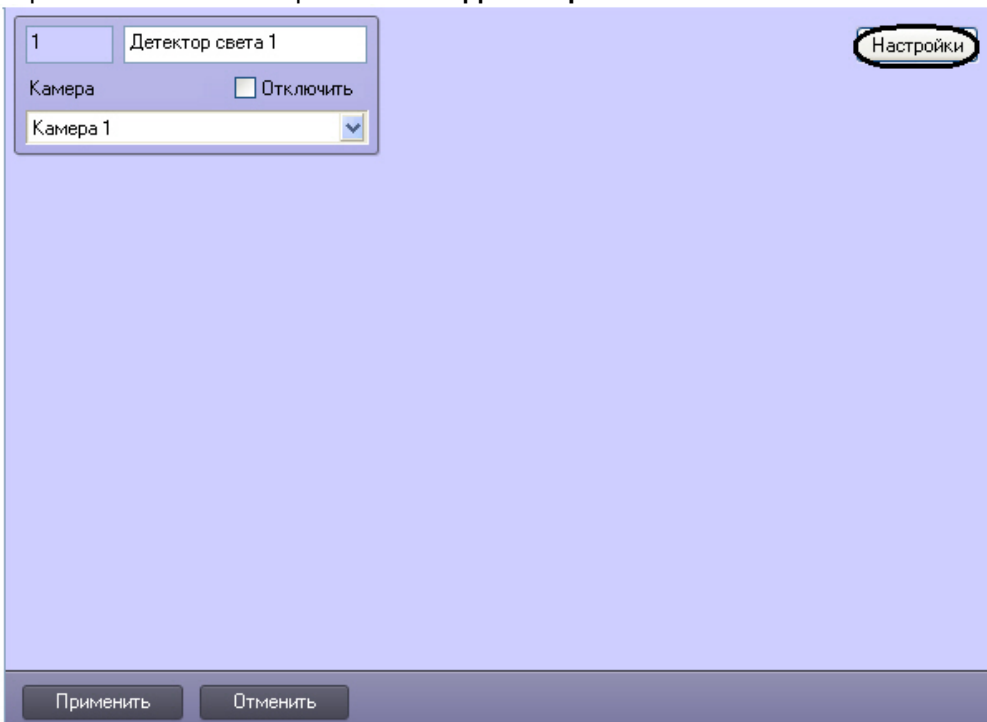 1
Детектор света 1
Настройки
Камера
Отключить
Камера 1
Применить
Отменить